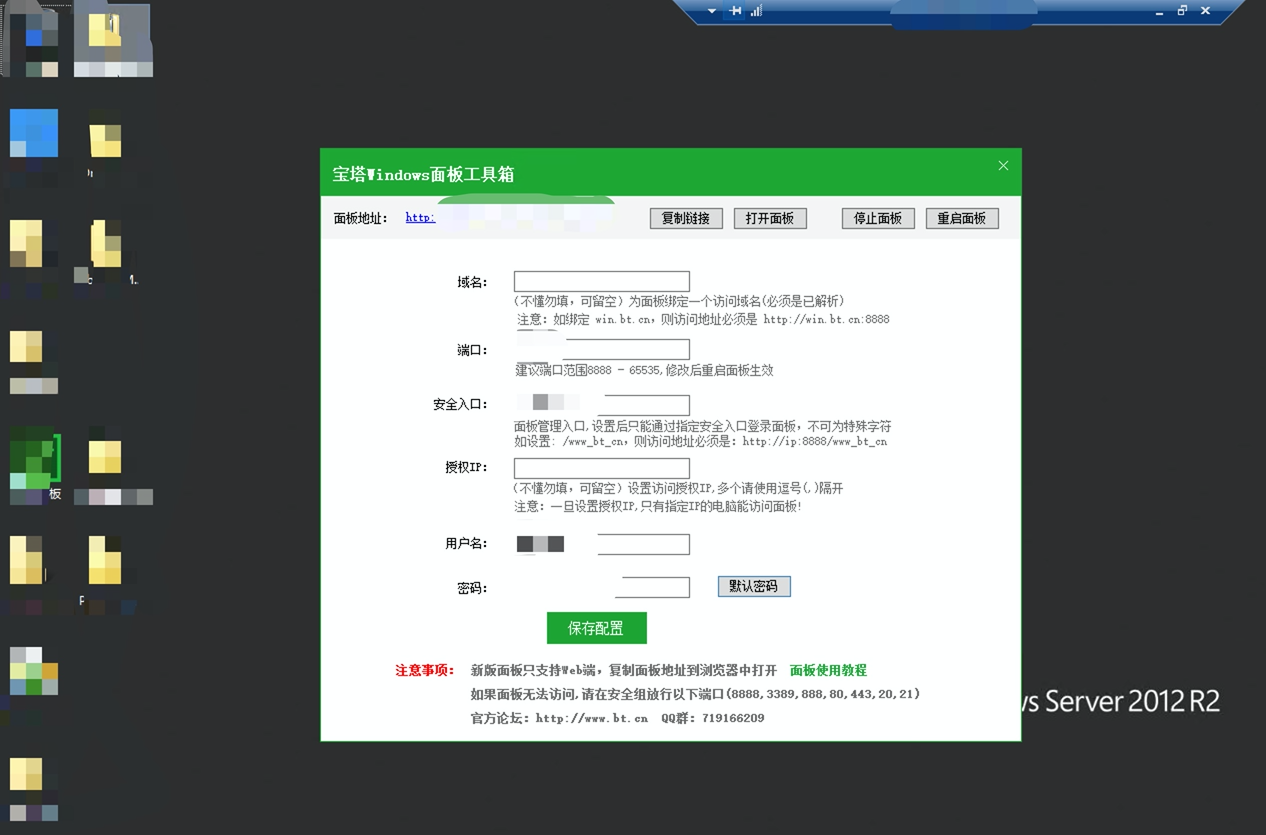 宝塔Windows面板工具箱
面板地址: http: 复制链接 打开面板 停止面板 重启面板
域名:
(不懂勿填, 可留空) 为面板绑定一个访问域名(必须是已解析)
注意: 如绑定 win.bt.cn, 则访问地址必须是 http://win.bt.cn:8888
端口:
建议端口范围8888 - 65535,修改后重启面板生效
安全入口:
面板管理入口,设置后只能通过指定安全入口登录面板, 不可为特殊字符
如设置: /www_bt_cn, 则访问地址必须是: http://ip:8888/www_bt_cn
授权IP:
(不懂勿填, 可留空) 设置访问授权IP,多个请使用逗号(,)隔开
注意: 一旦设置授权IP,只有指定IP的电脑能访问面板!
用户名:
密码: 默认密码
保存配置
注意事项: 新版面板只支持Web端, 复制面板地址到浏览器中打开 面板使用教程
如果面板无法访问,请在安全组放行以下端口(8888,3389,888,80,443,20,21)
官方论坛: http://www.bt.cn QQ群: 719166209
板
s Server 2012 R2